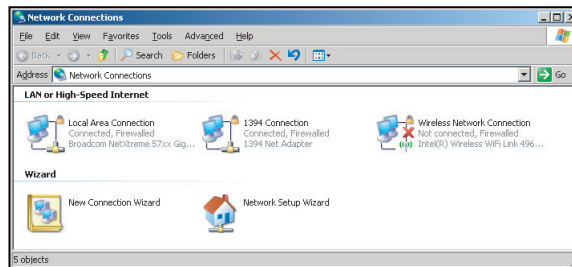 Network Connections
File Edit View Favorites Tools Advanced Help
Back Search Folders
Address Network Connections Go
LAN or High-Speed Internet
Local Area Connection
Connected, Firewalled
Broadcom NetXtreme 57xx Gig...
1394 Connection
Connected, Firewalled
1394 Net Adapter
Wireless Network Connection
Not connected, Firewalled
Intel(R) Wireless WiFi Link 496...
Wizard
New Connection Wizard
Network Setup Wizard
5 objects